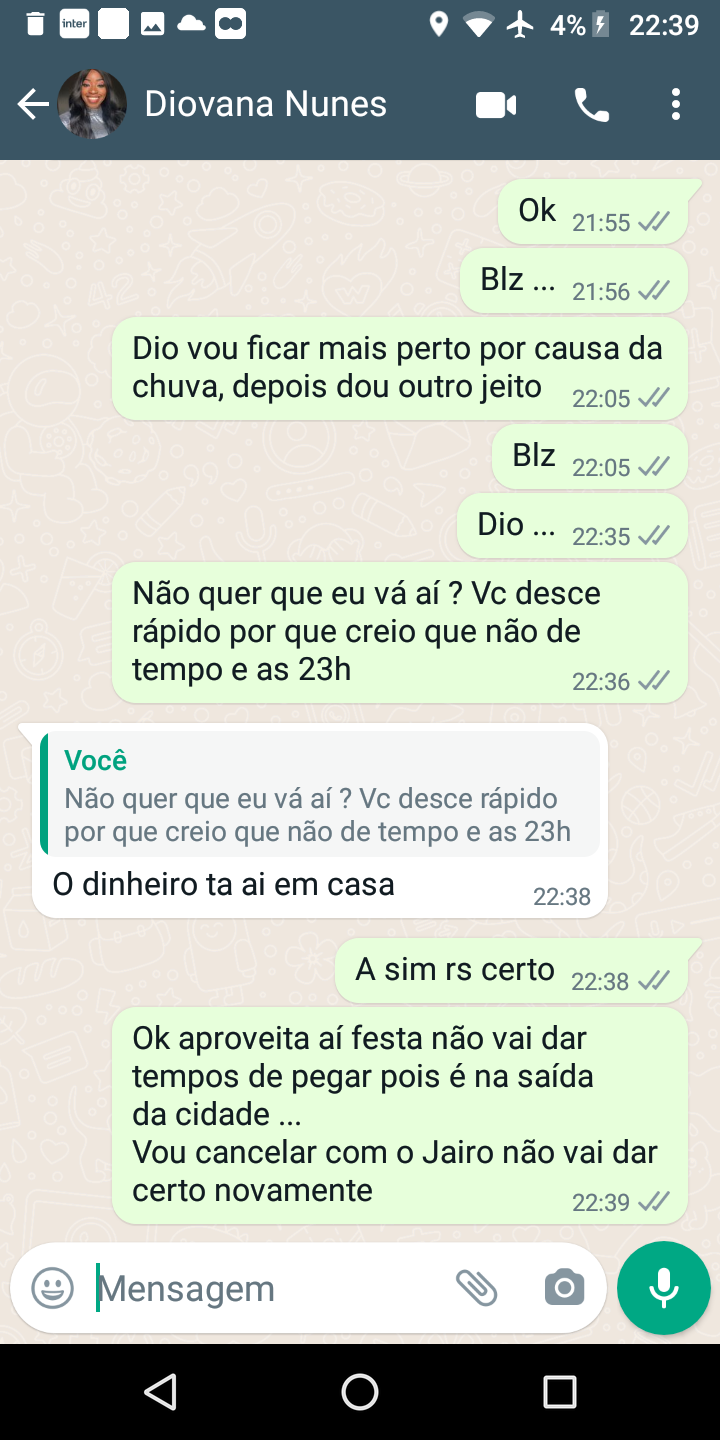 inter
4%
22:39
Diovana Nunes
Ok 21:55
Blz ... 21:56
Dio vou ficar mais perto por causa da
chuva, depois dou outro jeito 22:05
Blz 22:05
Dio ... 22:35
Não quer que eu vá aí ? Vc desce
rápido por que creio que não de
tempo e as 23h 22:36
Você
Não quer que eu vá aí ? Vc desce rápido
por que creio que não de tempo e as 23h
O dinheiro ta ai em casa 22:38
A sim rs certo 22:38
Ok aproveita aí festa não vai dar
tempos de pegar pois é na saída
da cidade ...
Vou cancelar com o Jairo não vai dar
certo novamente 22:39
Mensagem